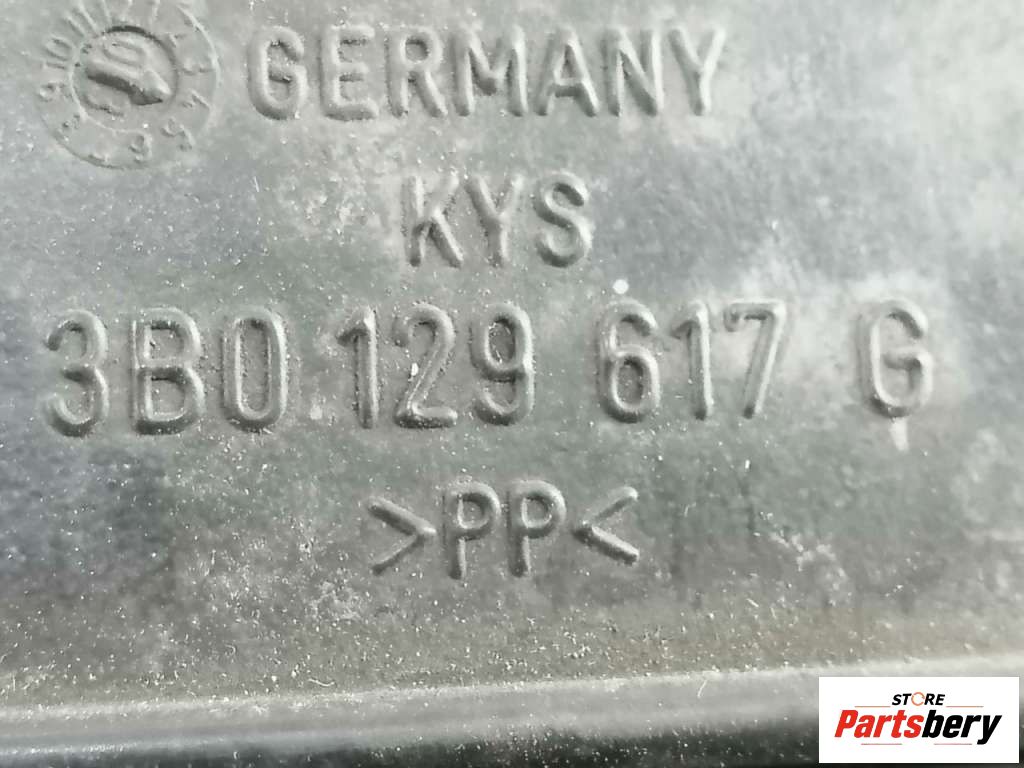 GERMANY
KYS
3B0.129 617 G
>PP<
STORE
Partsbery